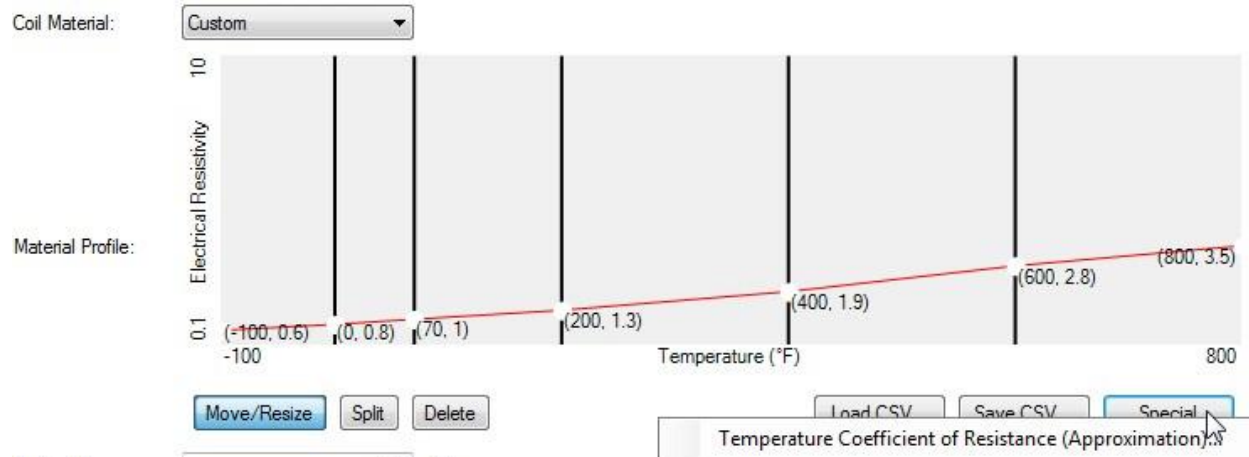 Coil Material:
Custom
10
Electrical Resistivity
0.1
Material Profile:
(-100, 0.6)
(0, 0.8)
(70, 1)
(200, 1.3)
(400, 1.9)
(600, 2.8)
(800, 3.5)
-100
Temperature (°F)
800
Move/Resize
Split
Delete
Load CSV...
Save CSV...
Special
Temperature Coefficient of Resistance (Approximation)...